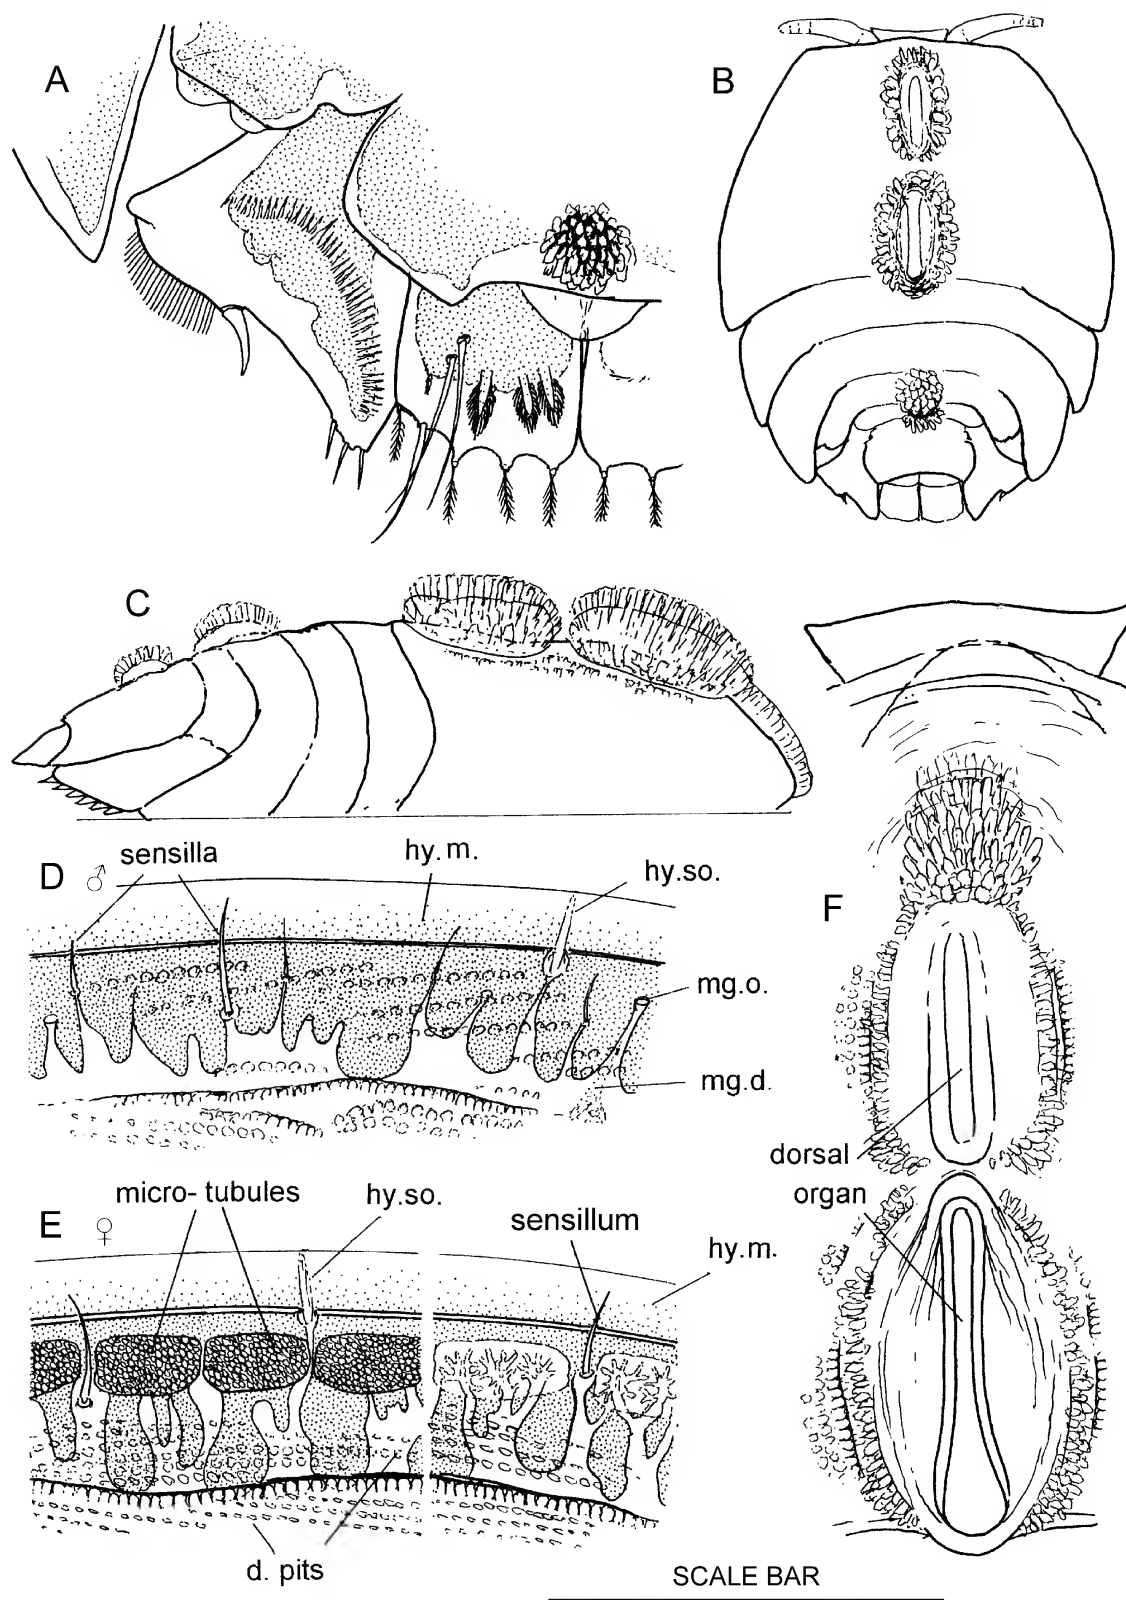 A
B
C
D ♂
sensilla
hy. m.
hy.so.
mg.o.
mg.d.
E ♀
micro- tubules
hy.so.
sensillum
hy.m.
d. pits
F
dorsal
organ
SCALE BAR